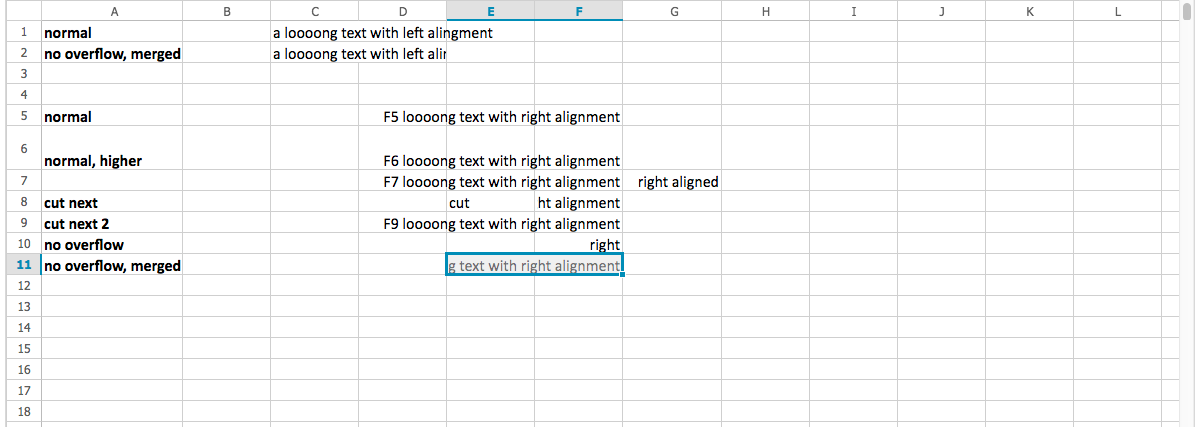 A B C D E F G H I J K L
1 normal a loooong text with left alingment
2 no overflow, merged a loooong text with left alir
3
4
5 normal F5 loooong text with right alignment
6 normal, higher F6 loooong text with right alignment
7 F7 loooong text with right alignment right aligned
8 cut next cut ht alignment
9 cut next 2 F9 loooong text with right alignment
10 no overflow right
11 no overflow, merged g text with right alignment
12
13
14
15
16
17
18